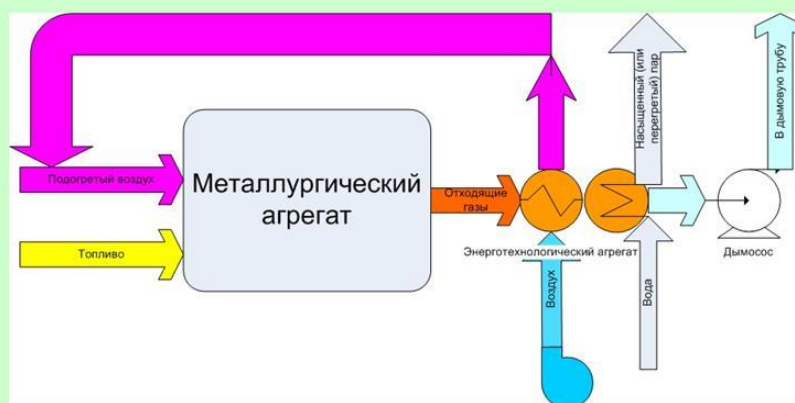 Подогретый воздух
Топливо
Металлургический
агрегат
Отходящие
газы
Энерготехнологический агрегат
Воздух
Вода
Насыщенный (или
перегретый) пар
Дымосос
В дымовую трубу